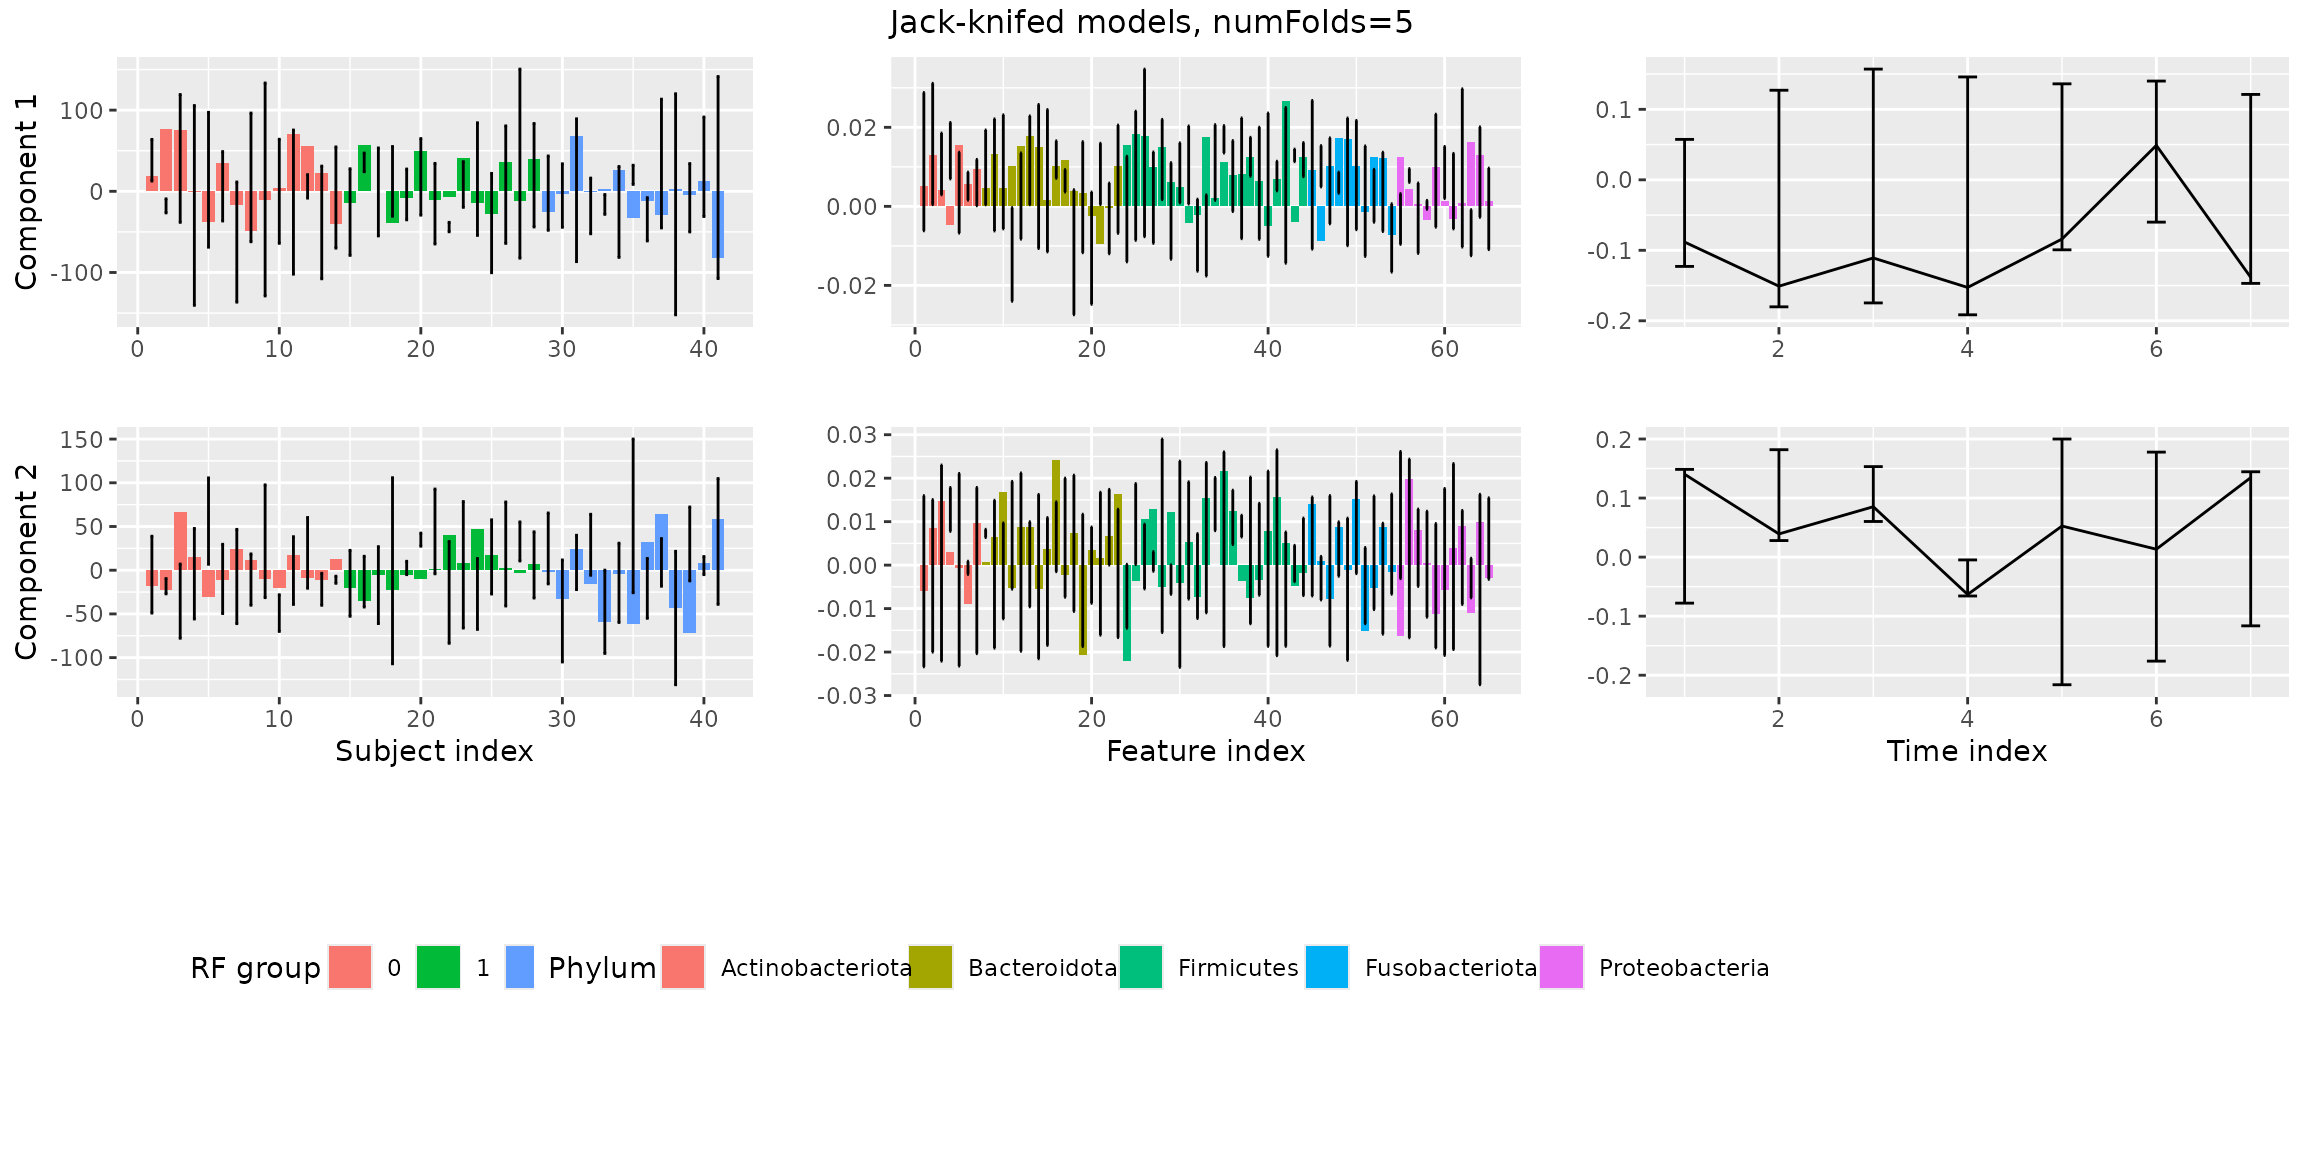 Jack-knifed models, numFolds=5
Component 1
100
0
-100
0 10 20 30 40
0.02
0.00
-0.02
0 20 40 60
0.1
0.0
-0.1
-0.2
2 4 6
Component 2
150
100
50
0
-50
-100
0 10 20 30 40
Subject index
0.03
0.02
0.01
0.00
-0.01
-0.02
-0.03
0 20 40 60
Feature index
0.2
0.1
0.0
-0.1
-0.2
2 4 6
Time index
RF group 0 1 Phylum Actinobacteriota Bacteroidota Firmicutes Fusobacteriota Proteobacteria